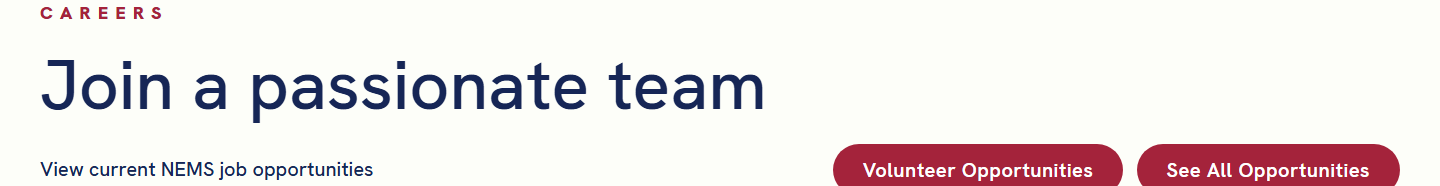 CAREERS
Join a passionate team
View current NEMS job opportunities
Volunteer Opportunities
See All Opportunities